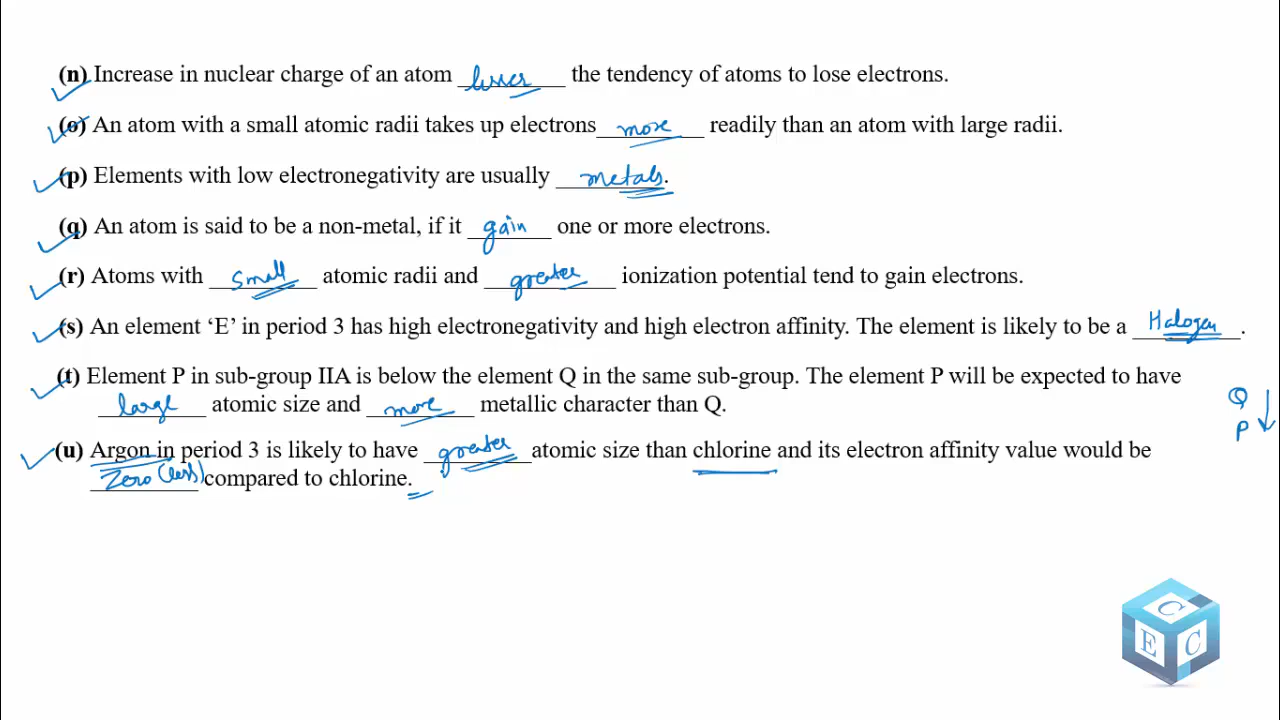 (n) Increase in nuclear charge of an atom lower the tendency of atoms to lose electrons.
(o) An atom with a small atomic radii takes up electrons more readily than an atom with large radii.
(p) Elements with low electronegativity are usually metals.
(q) An atom is said to be a non-metal, if it gain one or more electrons.
(r) Atoms with small atomic radii and greater ionization potential tend to gain electrons.
(s) An element ‘E’ in period 3 has high electronegativity and high electron affinity. The element is likely to be a Halogen.
(t) Element P in sub-group IIA is below the element Q in the same sub-group. The element P will be expected to have
large atomic size and more metallic character than Q.
Q
P
(u) Argon in period 3 is likely to have greater atomic size than chlorine and its electron affinity value would be
Zero (less) compared to chlorine.
C
E C